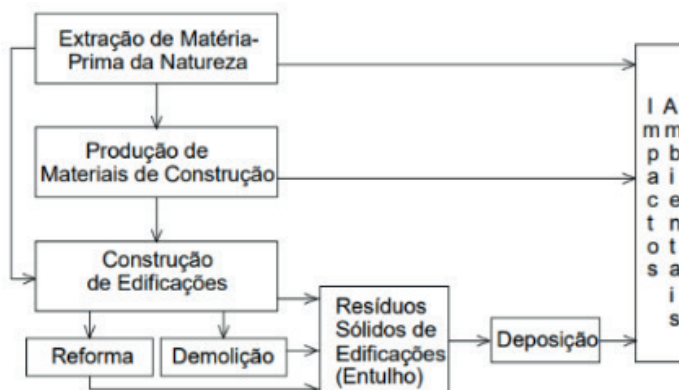 Extração de Matéria-
Prima da Natureza
Produção de
Materiais de Construção
Construção
de Edificações
Reforma
Demolição
Resíduos
Sólidos de
Edificações
(Entulho)
Deposição
Impactos
Ambientais